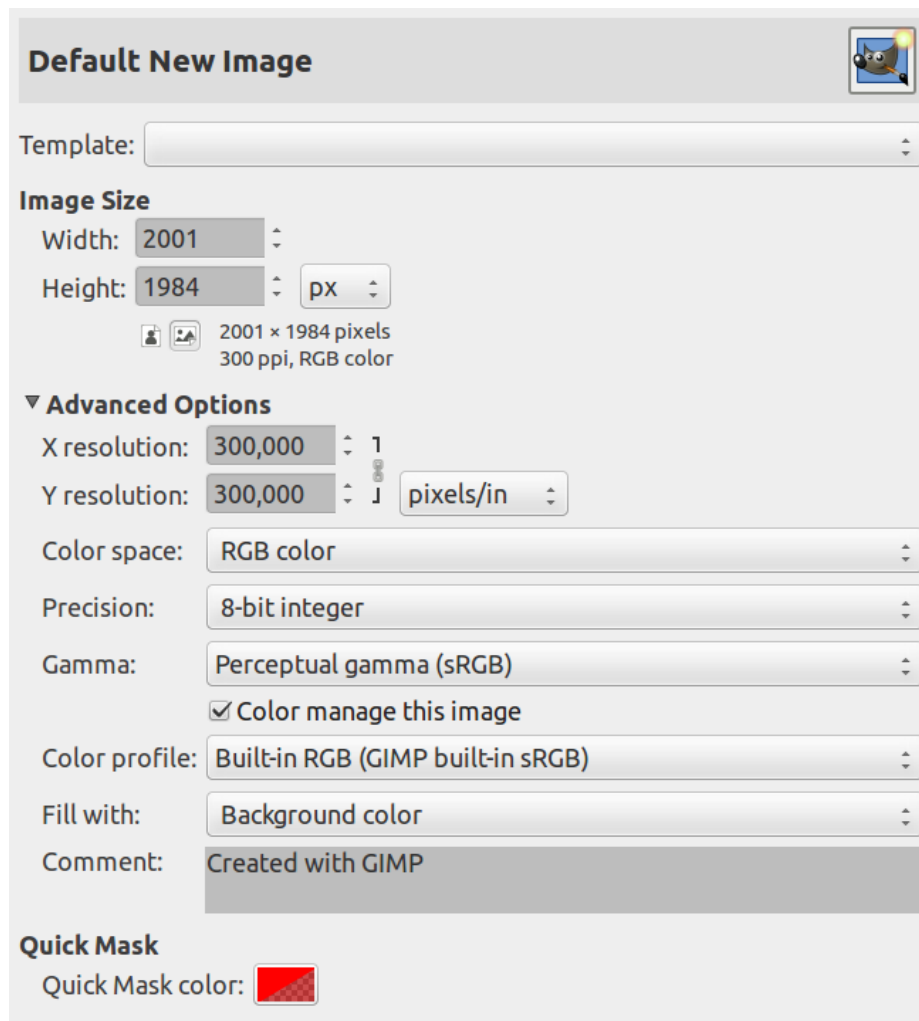 Default New Image
Template:
Image Size
Width: 2001
Height: 1984 px
2001 × 1984 pixels
300 ppi, RGB color
Advanced Options
X resolution: 300,000
Y resolution: 300,000 pixels/in
Color space: RGB color
Precision: 8-bit integer
Gamma: Perceptual gamma (sRGB)
Color manage this image
Color profile: Built-in RGB (GIMP built-in sRGB)
Fill with: Background color
Comment: Created with GIMP
Quick Mask
Quick Mask color: